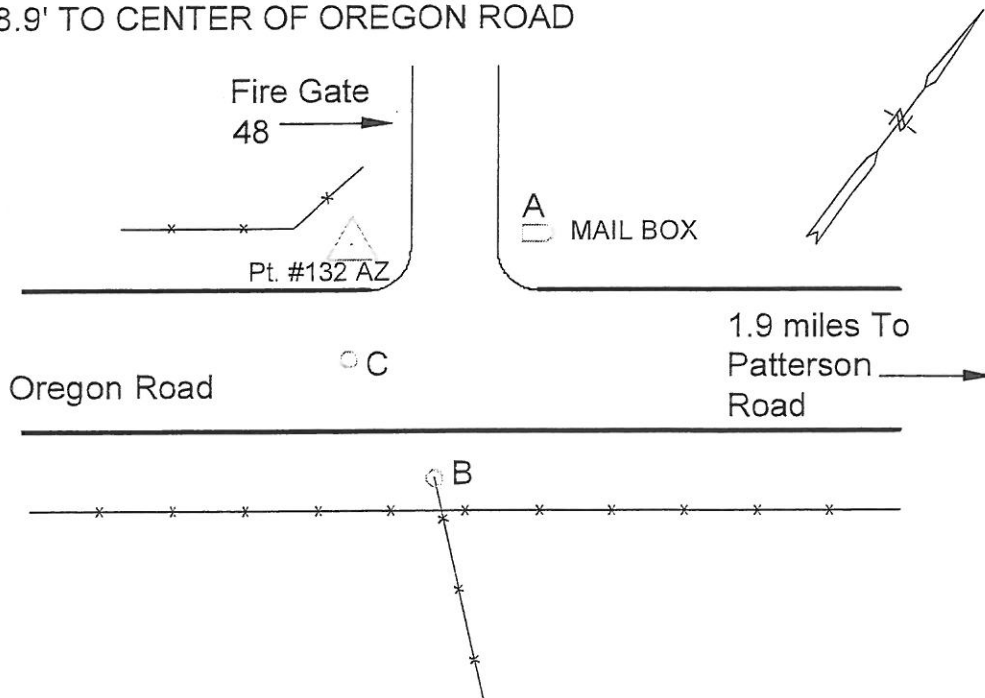 8.9' TO CENTER OF OREGON ROAD
Fire Gate
48
A
MAIL BOX
Pt. #132 AZ
N
1.9 miles To
Patterson
Road
C
Oregon Road
B